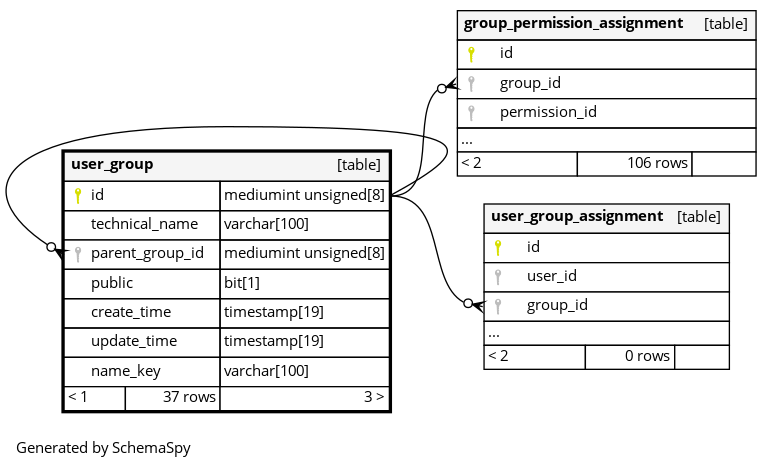 group_permission_assignment [table]
id
group_id
permission_id
...
< 2 106 rows
user_group [table]
id mediumint unsigned[8]
technical_name varchar[100]
parent_group_id mediumint unsigned[8]
public bit[1]
create_time timestamp[19]
update_time timestamp[19]
name_key varchar[100]
< 1 37 rows 3 >
user_group_assignment [table]
id
user_id
group_id
...
< 2 0 rows
Generated by SchemaSpy